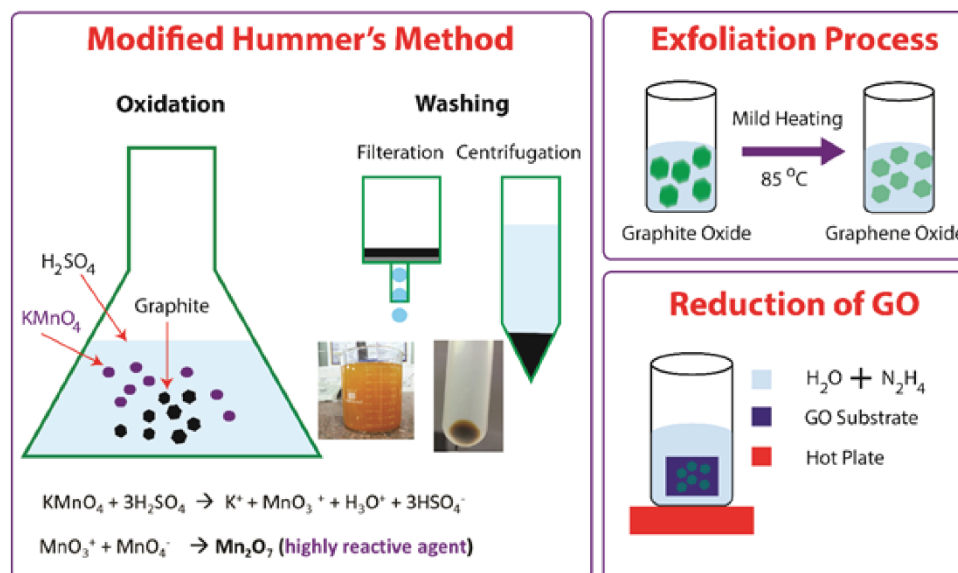 Modified Hummer's Method
Oxidation
Washing
Filteration
Centrifugation
H₂SO₄
KMnO₄
Graphite
KMnO₄ + 3H₂SO₄ → K⁺ + MnO₃⁺ + H₃O⁺ + 3HSO₄⁻
MnO₃⁺ + MnO₄⁻ → Mn₂O₇ (highly reactive agent)
Exfoliation Process
Mild Heating
85 °C
Graphite Oxide
Graphene Oxide
Reduction of GO
H₂O + N₂H₄
GO Substrate
Hot Plate